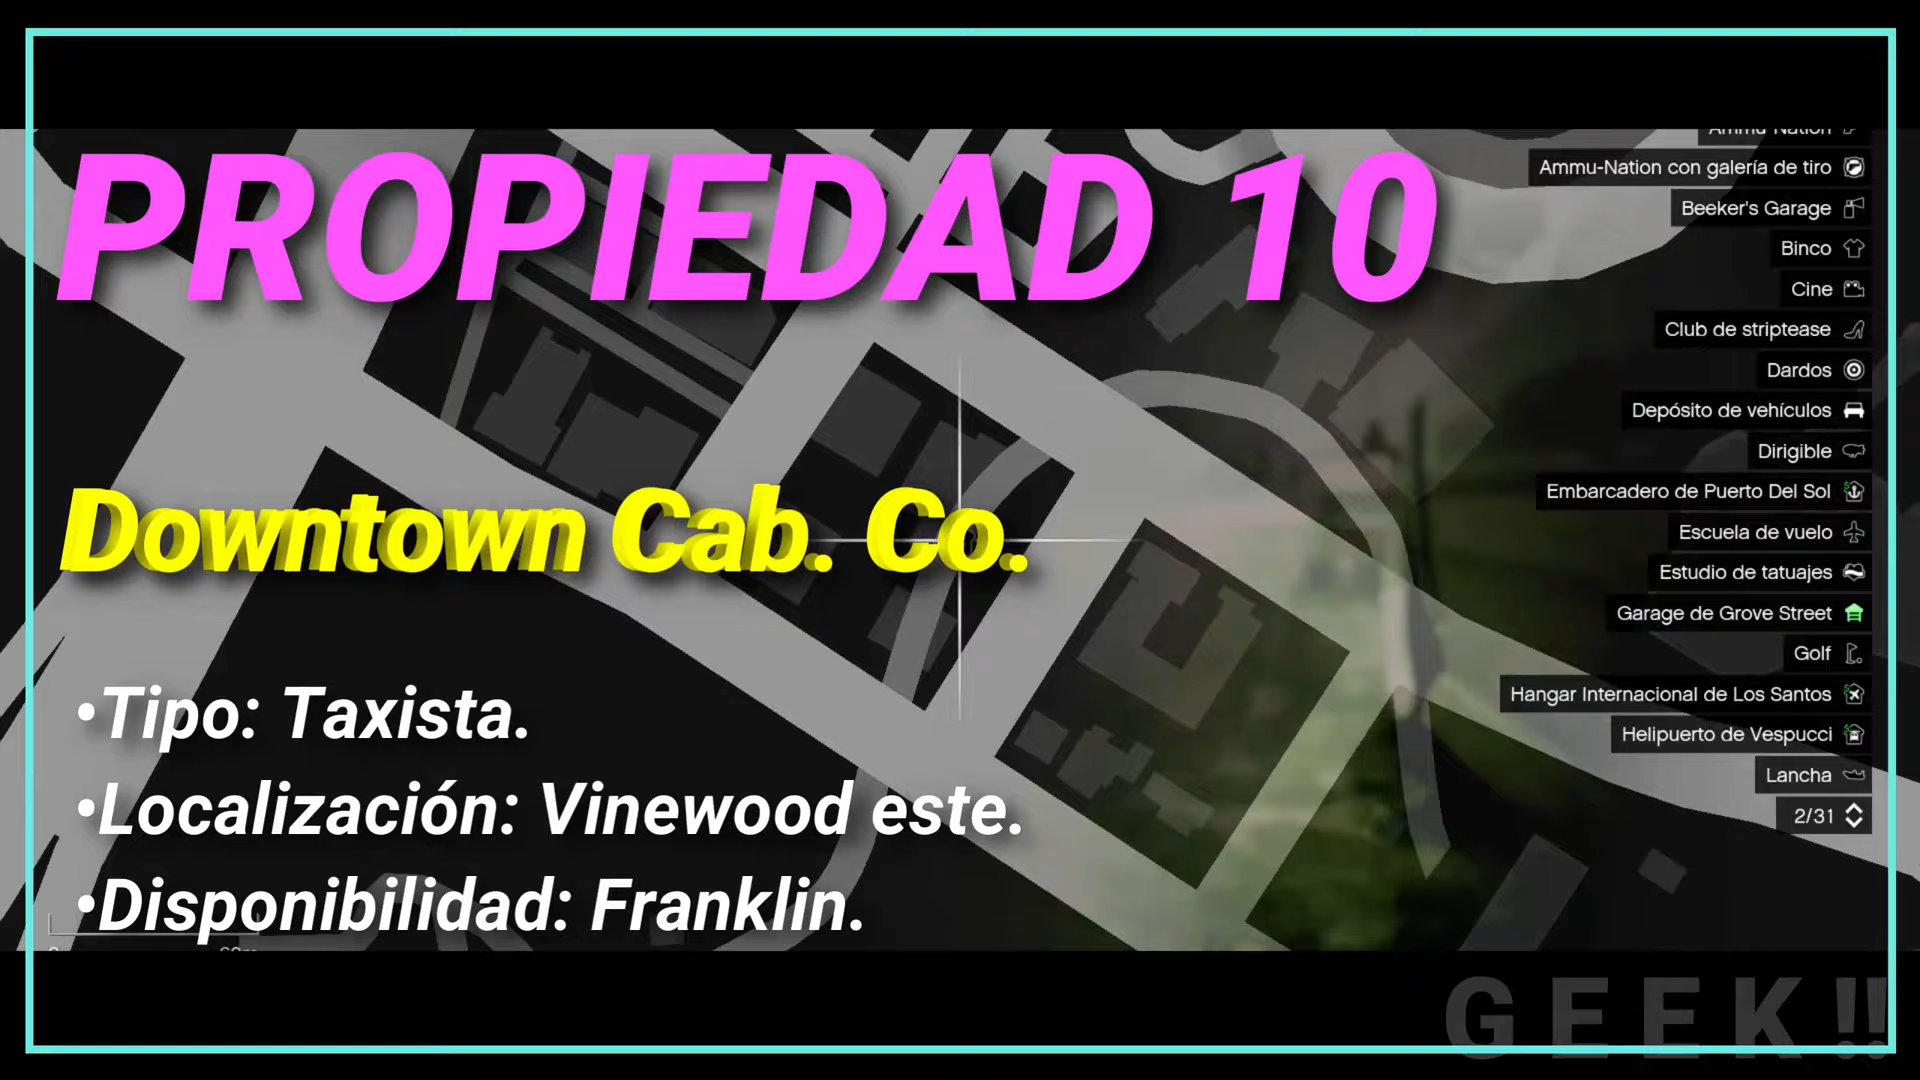 PROPIEDAD 10
Downtown Cab. Co.
•Tipo: Taxista.
•Localización: Vinewood este.
•Disponibilidad: Franklin.
Ammu-Nation
Ammu-Nation con galería de tiro
Beeker's Garage
Binco
Cine
Club de striptease
Dardos
Depósito de vehículos
Dirigible
Embarcadero de Puerto Del Sol
Escuela de vuelo
Estudio de tatuajes
Garage de Grove Street
Golf
Hangar Internacional de Los Santos
Helipuerto de Vespucci
Lancha
2/31
GEEK!!